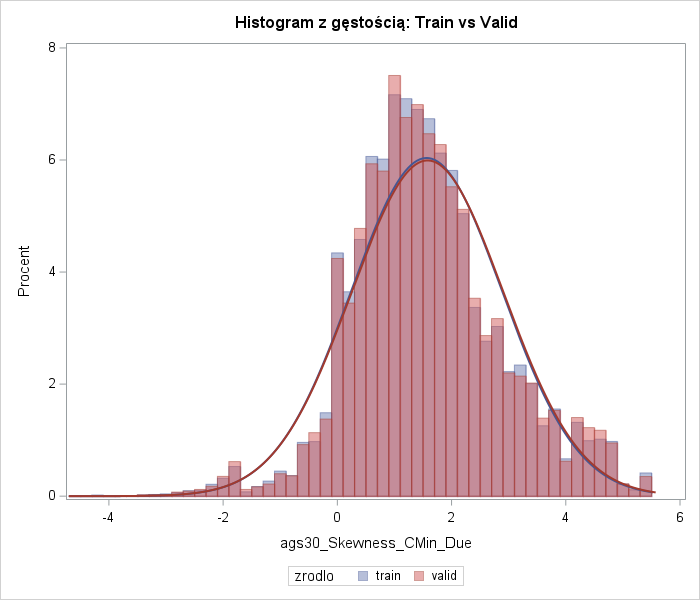 Histogram z gęstością: Train vs Valid
Procent
8
6
4
2
0
-4 -2 0 2 4 6
ags30_Skewness_CMin_Due
zrodlo train valid